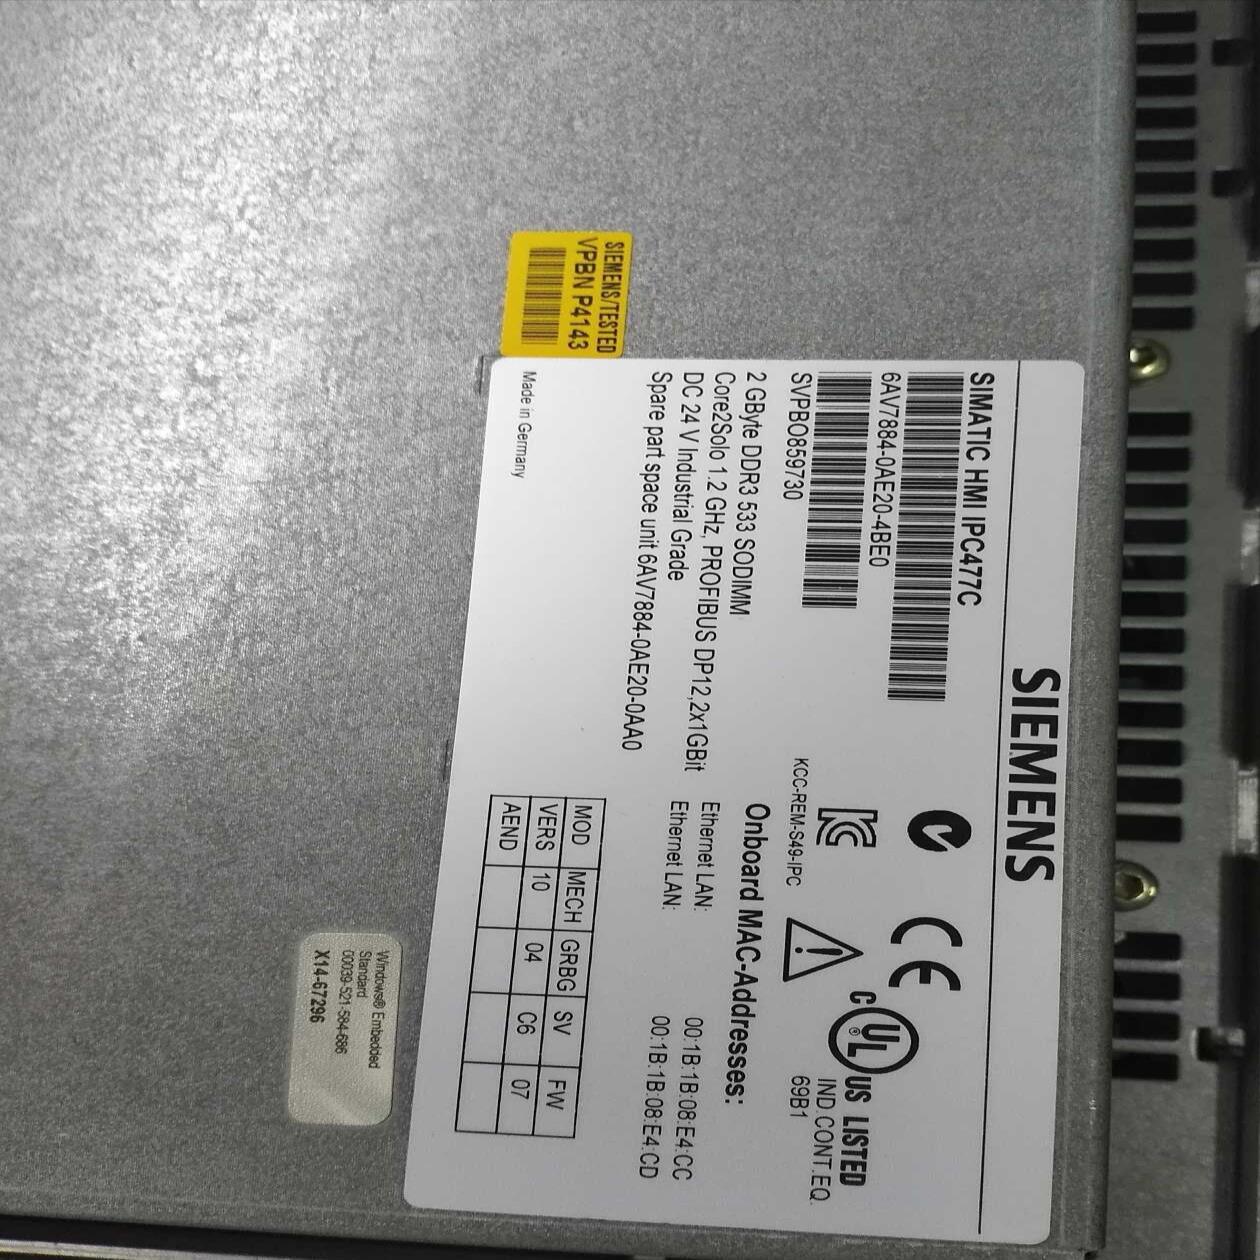 SIEMENS
SIMATIC HMI IPC477C
6AV7884-0AE20-4BE0
SVPBO859730
2 GByte DDR3 533 SODIMM
Core2Solo 1.2 GHz, PROFIBUS DP12,2x1GBit
DC 24 V Industrial Grade
Spare part space unit 6AV7884-0AE20-0AA0
Made in Germany
CE
C UL ® US LISTED
IND.CONT.EQ.
69B1
KCC-REM-S49-IPC
Onboard MAC-Addresses:
Ethernet LAN: 00:1B:1B:08:E4:CC
Ethernet LAN: 00:1B:1B:08:E4:CD
MOD MECH GRBG SV FW
VERS 10 04 C6 07
AEND
SIEMENS/TESTED
VPBN P4143
Windows® Embedded
Standard
00039-521-584-686
X14-67296